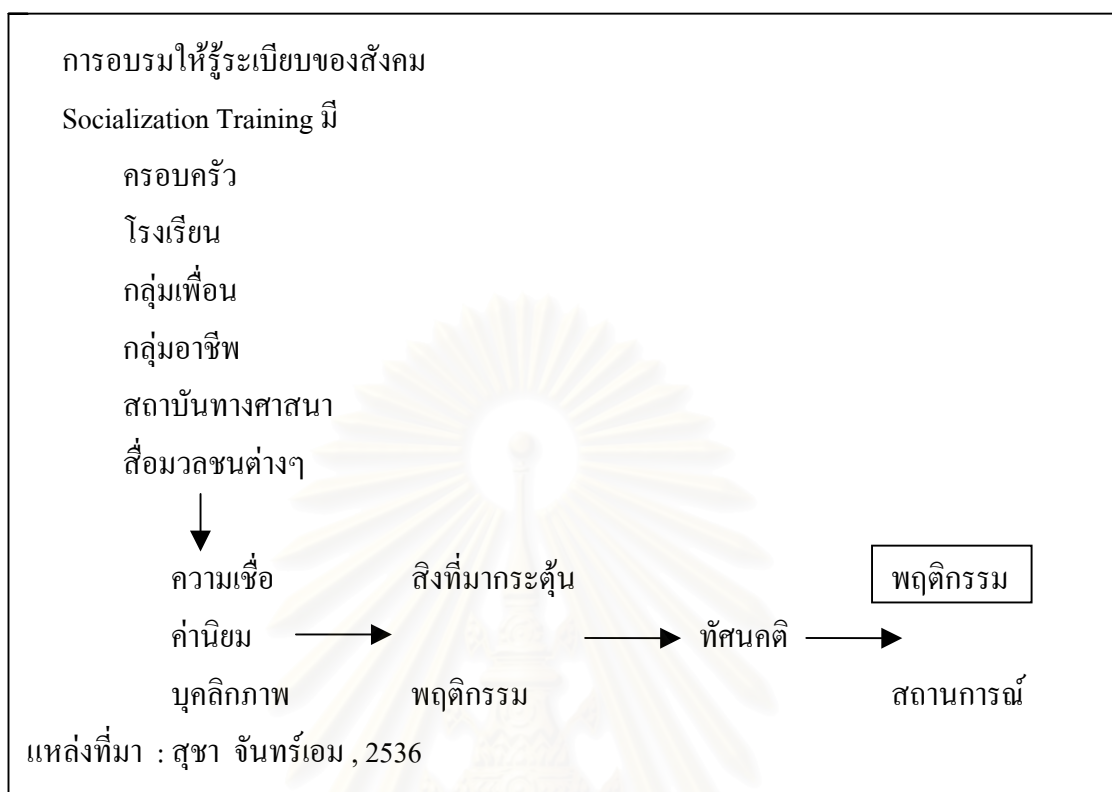 การอบรมให้รู้ระเบียบของสังคม
Socialization Training มี
ครอบครัว
โรงเรียน
กลุ่มเพื่อน
กลุ่มอาชีพ
สถาบันทางศาสนา
สื่อมวลชนต่างๆ
ความเชื่อ สิงที่มากระตุ้น พฤติกรรม
ค่านิยม ทัศนคติ
บุคลิกภาพ พฤติกรรม สถานการณ์
แหล่งที่มา : สุชา จันทร์เอม , 2536